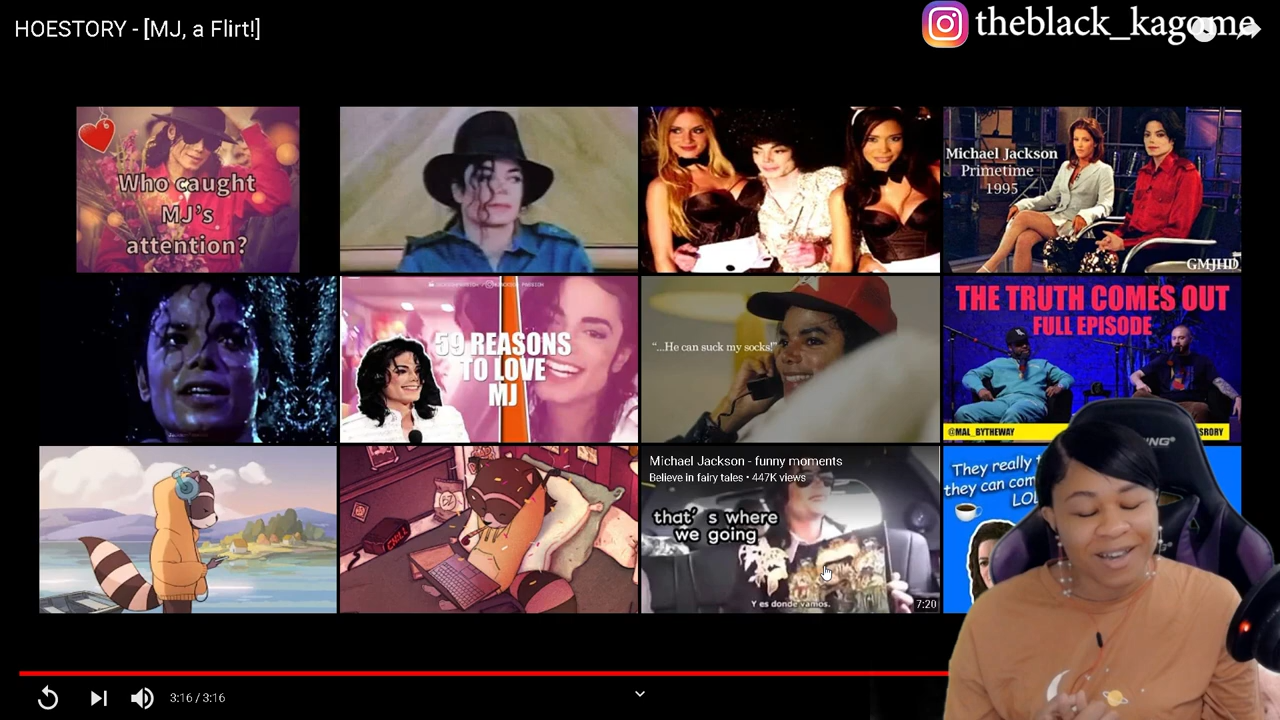 HOESTORY - [MJ, a Flirt!]
theblack_kagome
Who caught
MJ's
attention?
Michael Jackson
Primetime
1995
GMJHD
59 REASONS
TO LOVE
MJ
"...He can suck my socks!"
THE TRUTH COMES OUT
FULL EPISODE
@MAL_BYTHEWAY
SRORY
CHILL
Michael Jackson - funny moments
Believe in fairy tales • 447K views
that's where
we going
Y es donde vamos.
7:20
They really
they can com
LOL
3:16 / 3:16